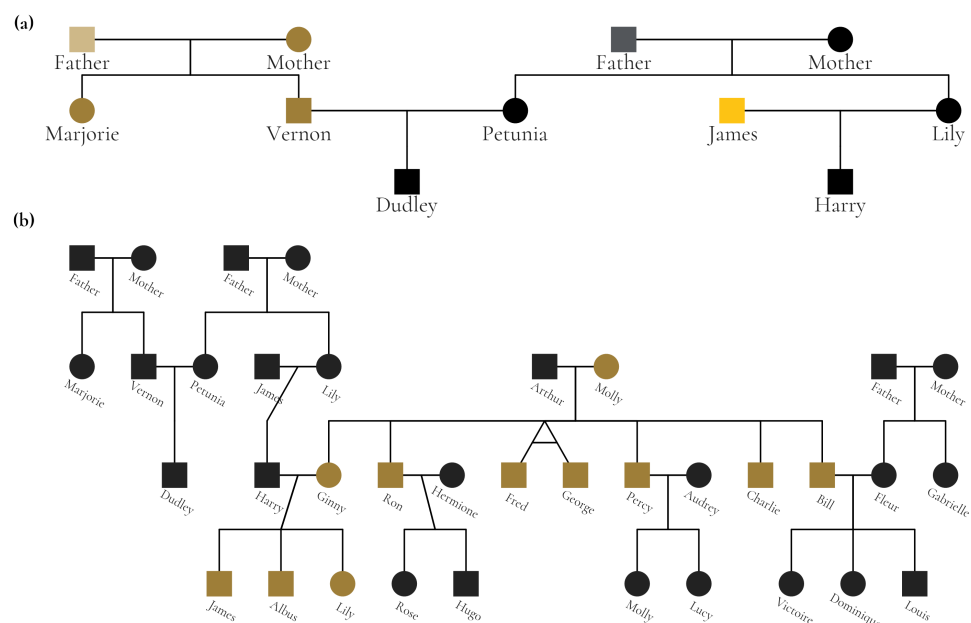 (a)
Father Mother Father Mother
Marjorie Vernon Petunia James Lily
Dudley Harry
(b)
Father Mother Father Mother
Marjorie Vernon Petunia James Lily Arthur Molly Father Mother
Dudley Harry Ginny Ron Hermione Fred George Percy Audrey Charlie Bill Fleur Gabrielle
James Albus Lily Rose Hugo Molly Lucy Victoire Dominique Louis